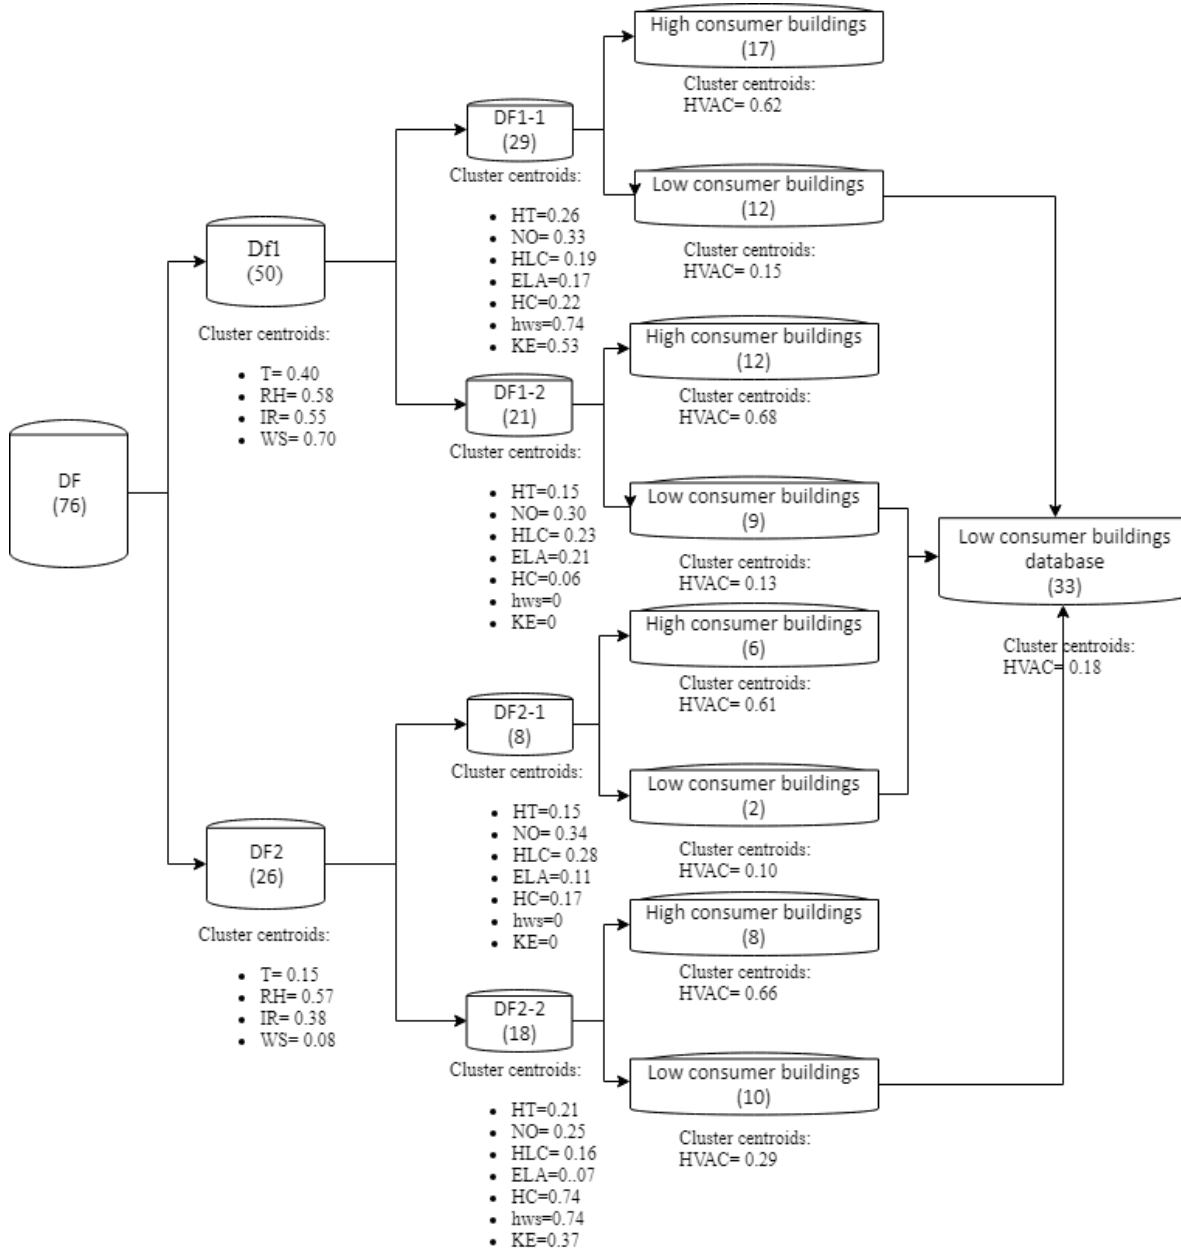 DF
(76)
Df1
(50)
Cluster centroids:
• T= 0.40
• RH= 0.58
• IR= 0.55
• WS= 0.70
DF2
(26)
Cluster centroids:
• T= 0.15
• RH= 0.57
• IR= 0.38
• WS= 0.08
DF1-1
(29)
Cluster centroids:
• HT=0.26
• NO= 0.33
• HLC= 0.19
• ELA=0.17
• HC=0.22
• hws=0.74
• KE=0.53
DF1-2
(21)
Cluster centroids:
• HT=0.15
• NO= 0.30
• HLC= 0.23
• ELA=0.21
• HC=0.06
• hws=0
• KE=0
DF2-1
(8)
Cluster centroids:
• HT=0.15
• NO= 0.34
• HLC= 0.28
• ELA=0.11
• HC=0.17
• hws=0
• KE=0
DF2-2
(18)
Cluster centroids:
• HT=0.21
• NO= 0.25
• HLC= 0.16
• ELA=0..07
• HC=0.74
• hws=0.74
• KE=0.37
High consumer buildings
(17)
Cluster centroids:
HVAC= 0.62
Low consumer buildings
(12)
Cluster centroids:
HVAC= 0.15
High consumer buildings
(12)
Cluster centroids:
HVAC= 0.68
Low consumer buildings
(9)
Cluster centroids:
HVAC= 0.13
High consumer buildings
(6)
Cluster centroids:
HVAC= 0.61
Low consumer buildings
(2)
Cluster centroids:
HVAC= 0.10
High consumer buildings
(8)
Cluster centroids:
HVAC= 0.66
Low consumer buildings
(10)
Cluster centroids:
HVAC= 0.29
Low consumer buildings
database
(33)
Cluster centroids:
HVAC= 0.18